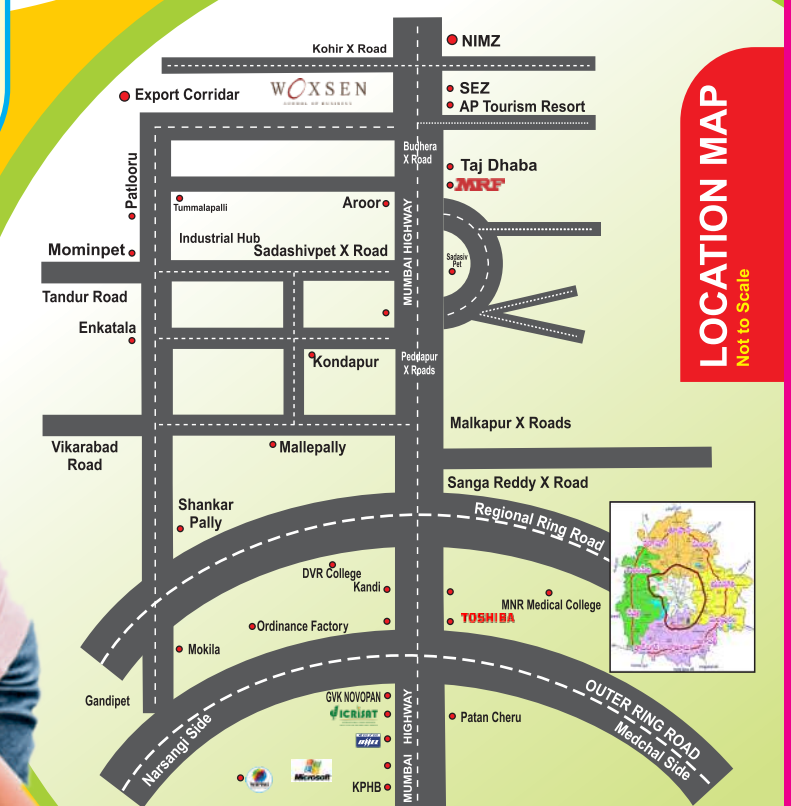 Kohir X Road
NIMZ
WOXSEN
SCHOOL OF BUSINESS
SEZ
Export Corridar
AP Tourism Resort
Budhera
X Road
Taj Dhaba
MRF
Patlooru
Tummalapalli
Aroor
MUMBAI HIGHWAY
Industrial Hub
Sadashivpet X Road
Mominpet
Sadasiv
Pet
Tandur Road
Enkatala
Kondapur
Peddapur
X Roads
LOCATION MAP
Not to Scale
Malkapur X Roads
Vikarabad
Road
Mallepally
Sanga Reddy X Road
Shankar
Pally
Regional Ring Road
DVR College
Kandi
MNR Medical College
TOSHIBA
Ordinance Factory
Mokila
Gandipet
GVK NOVOPAN
ICRISAT
MUMBAI HIGHWAY
Patan Cheru
OUTER RING ROAD
Medchal Side
Narsangi Side
Microsoft
KPHB